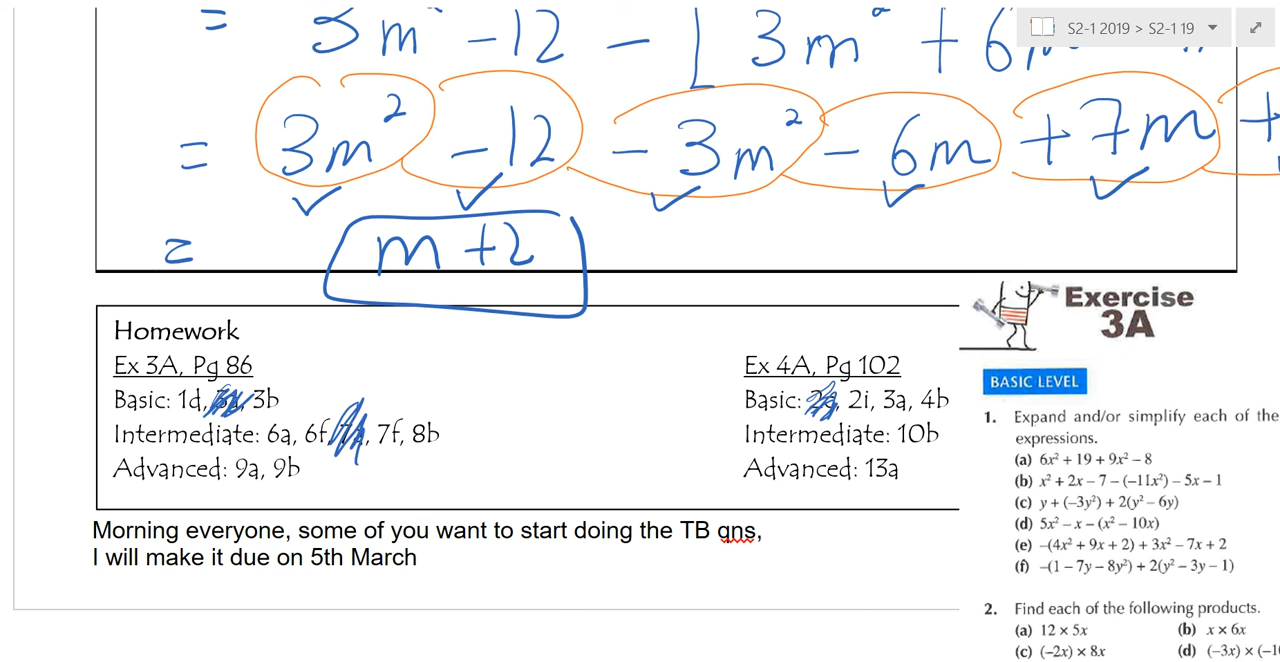 S2-1 2019 > S2-1 19
= 3m² - 12 - [ 3m² + 6
= 3m² - 12 - 3m² - 6m + 7m +
= m + 2
Homework
Ex 3A, Pg 86
Basic: 1d, 3b
Intermediate: 6a, 6f, 7f, 8b
Advanced: 9a, 9b
Ex 4A, Pg 102
Basic: 2i, 3a, 4b
Intermediate: 10b
Advanced: 13a
Morning everyone, some of you want to start doing the TB qns,
I will make it due on 5th March
Exercise
3A
BASIC LEVEL
1. Expand and/or simplify each of the
expressions.
(a) 6x² + 19 + 9x² – 8
(b) x² + 2x – 7 – (–11x²) – 5x – 1
(c) y + (–3y²) + 2(y² – 6y)
(d) 5x² – x – (x² – 10x)
(e) –(4x² + 9x + 2) + 3x² – 7x + 2
(f) –(1 – 7y – 8y²) + 2(y² – 3y – 1)
2. Find each of the following products.
(a) 12 × 5x (b) x × 6x
(c) (–2x) × 8x (d) (–3x) × (–1